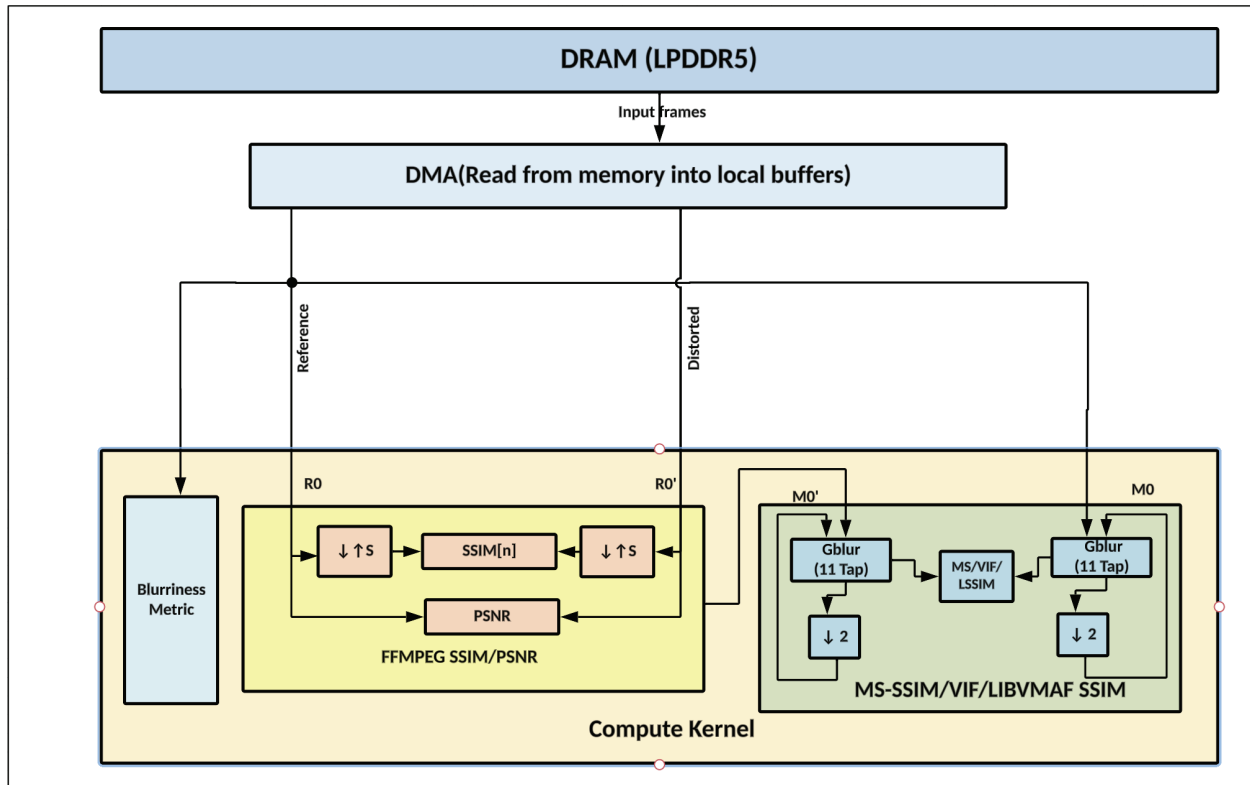 DRAM (LPDDR5)
Input frames
DMA(Read from memory into local buffers)
Reference
Distorted
R0
R0'
M0'
M0
↓↑S
SSIM[n]
↓↑S
Gblur
(11 Tap)
MS/VIF/
LSSIM
Gblur
(11 Tap)
Blurriness
Metric
PSNR
↓ 2
↓ 2
FFMPEG SSIM/PSNR
MS-SSIM/VIF/LIBVMAF SSIM
Compute Kernel